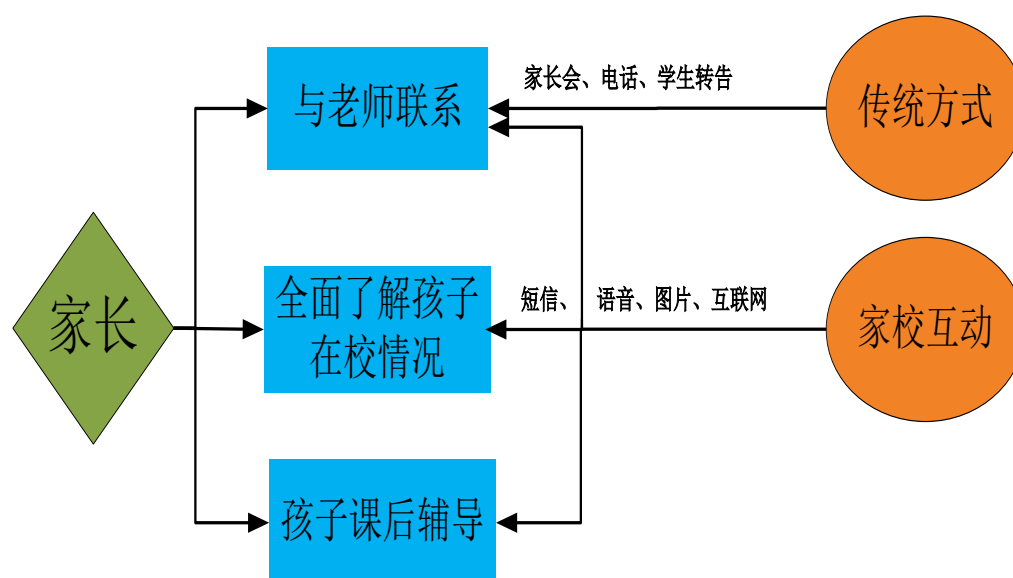 家长会、电话、学生转告
与老师联系
传统方式
家长
全面了解孩子
在校情况
短信、 语音、图片、互联网
家校互动
孩子课后辅导